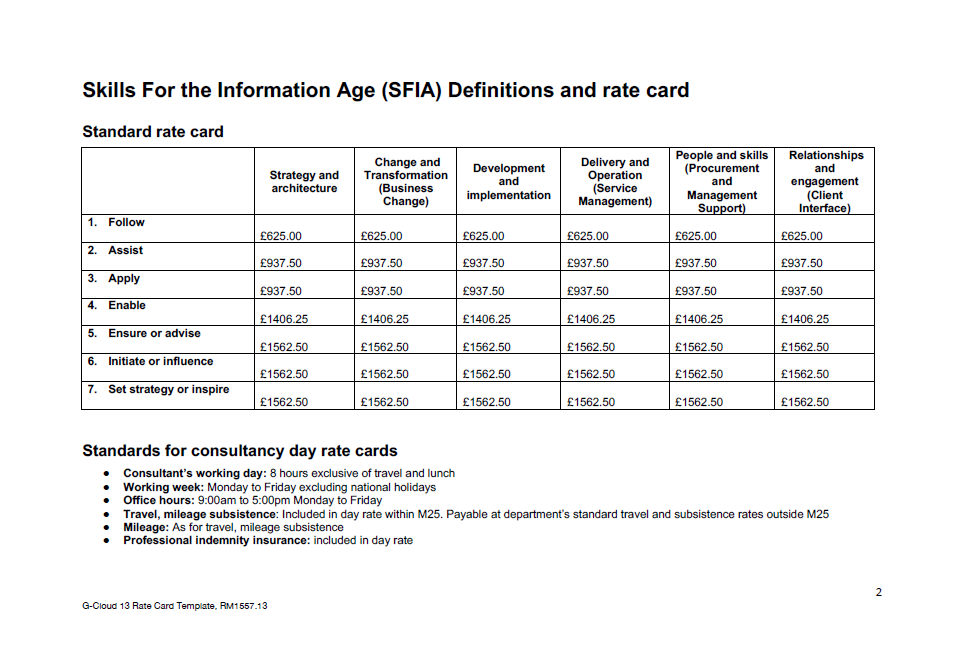 Skills For the Information Age (SFIA) Definitions and rate card
Standard rate card
Strategy and
architecture
Change and
Transformation
(Business
Change)
Development
and
implementation
Delivery and
Operation
(Service
Management)
People and skills
(Procurement
and
Management
Support)
Relationships
and
engagement
(Client
Interface)
1. Follow
£625.00 £625.00 £625.00 £625.00 £625.00 £625.00
2. Assist
£937.50 £937.50 £937.50 £937.50 £937.50 £937.50
3. Apply
£937.50 £937.50 £937.50 £937.50 £937.50 £937.50
4. Enable
£1406.25 £1406.25 £1406.25 £1406.25 £1406.25 £1406.25
5. Ensure or advise
£1562.50 £1562.50 £1562.50 £1562.50 £1562.50 £1562.50
6. Initiate or influence
£1562.50 £1562.50 £1562.50 £1562.50 £1562.50 £1562.50
7. Set strategy or inspire
£1562.50 £1562.50 £1562.50 £1562.50 £1562.50 £1562.50
Standards for consultancy day rate cards
● Consultant’s working day: 8 hours exclusive of travel and lunch
● Working week: Monday to Friday excluding national holidays
● Office hours: 9:00am to 5:00pm Monday to Friday
● Travel, mileage subsistence: Included in day rate within M25. Payable at department’s standard travel and subsistence rates outside M25
● Mileage: As for travel, mileage subsistence
● Professional indemnity insurance: included in day rate
2
G-Cloud 13 Rate Card Template, RM1557.13